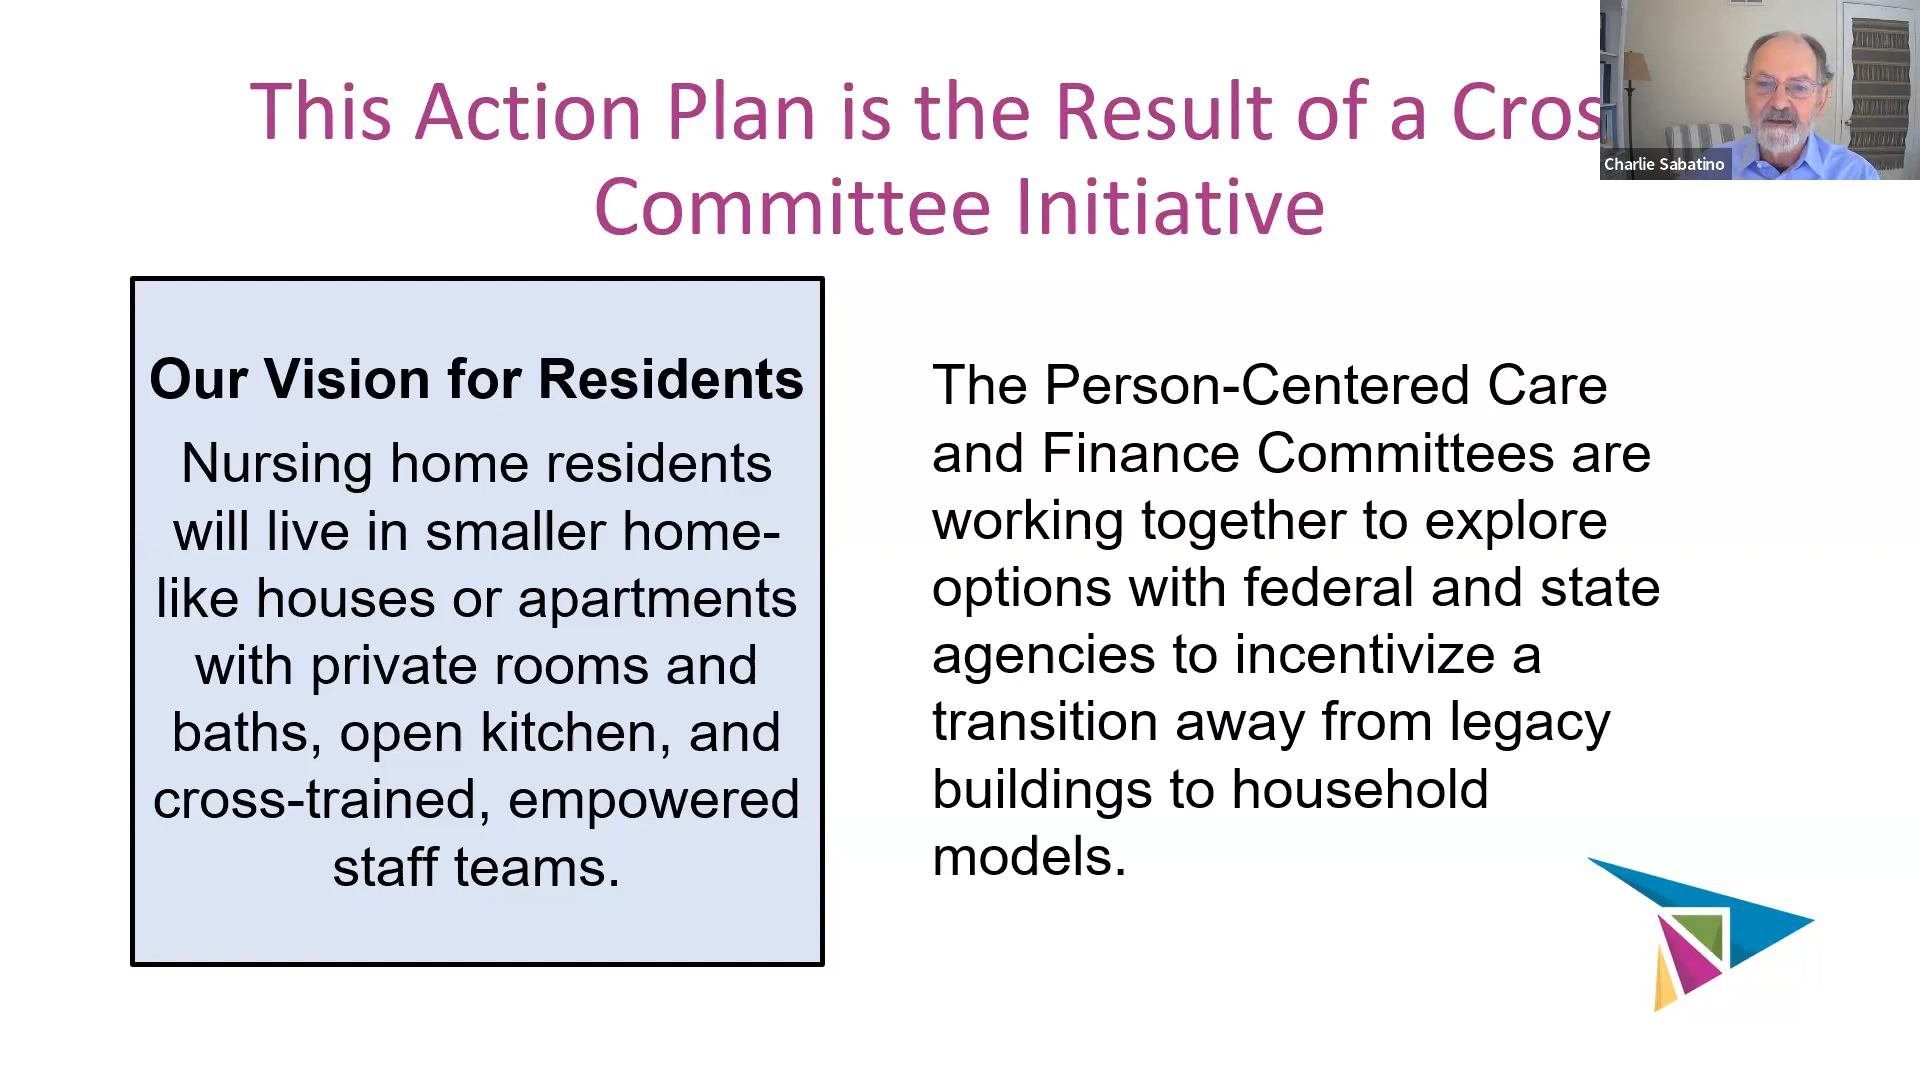 This Action Plan is the Result of a Cros
Committee Initiative
Charlie Sabatino
Our Vision for Residents
Nursing home residents
will live in smaller home-
like houses or apartments
with private rooms and
baths, open kitchen, and
cross-trained, empowered
staff teams.
The Person-Centered Care
and Finance Committees are
working together to explore
options with federal and state
agencies to incentivize a
transition away from legacy
buildings to household
models.